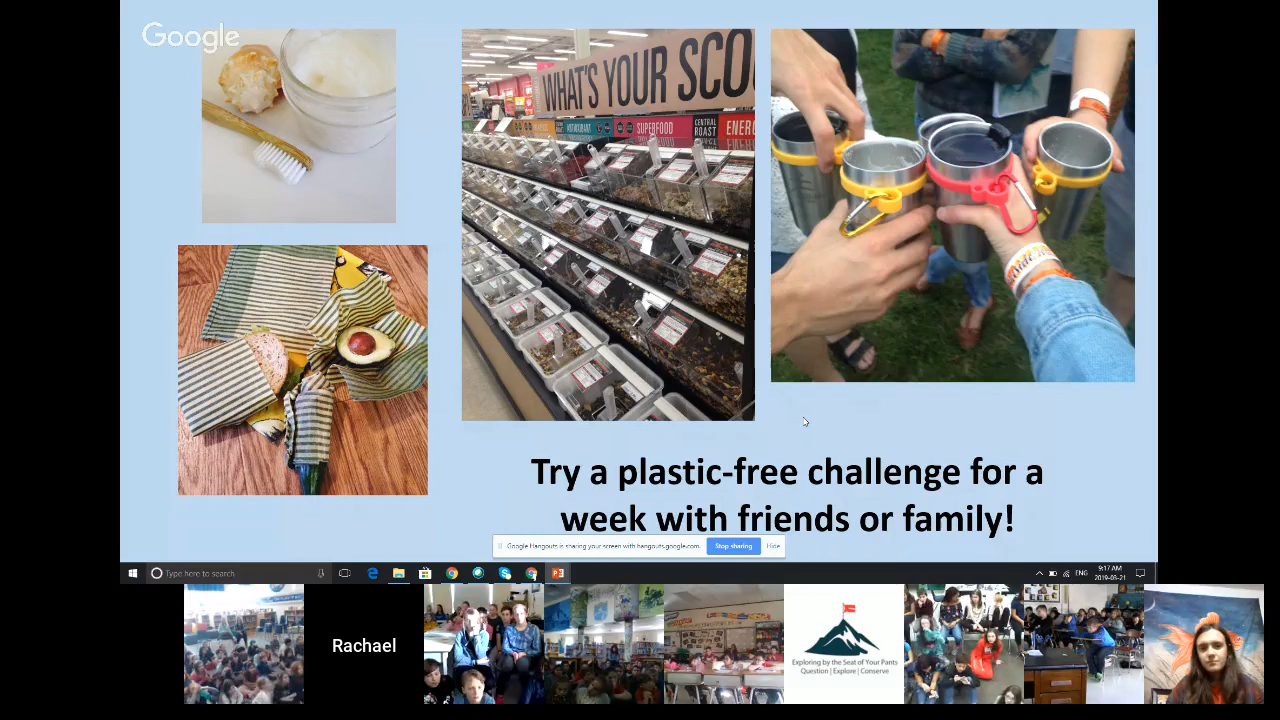 Google
WHAT'S YOUR SCO
SUPERFOOD
CENTRAL
ROAST
ENERG
Try a plastic-free challenge for a
week with friends or family!
Google Hangouts is sharing your screen with hangouts.google.com.
Stop sharing
Hide
Type here to search
ENG
9:17 AM
2019-03-21
Rachael
Exploring by the Seat of Your Pants
Question | Explore | Conserve